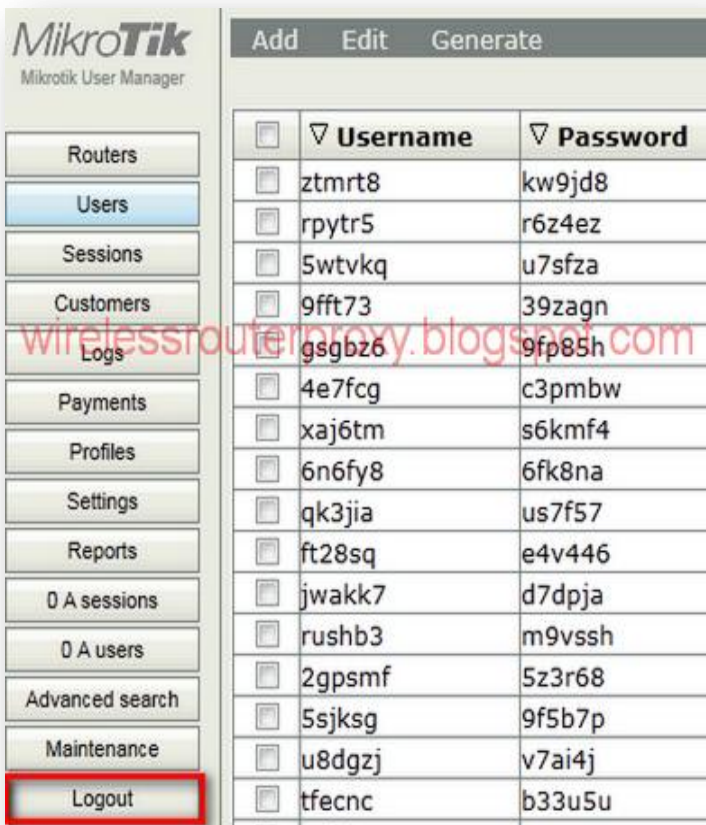 MikroTik
Mikrotik User Manager
Add Edit Generate
Routers
Users
Sessions
Customers
Logs
Payments
Profiles
Settings
Reports
0 A sessions
0 A users
Advanced search
Maintenance
Logout
▽ Username ▽ Password
ztmrt8 kw9jd8
rpytr5 r6z4ez
5wtvkq u7sfza
9fft73 39zagn
gsgbz6 9fp85h
4e7fcg c3pmbw
xaj6tm s6kmf4
6n6fy8 6fk8na
qk3jia us7f57
ft28sq e4v446
jwakk7 d7dpja
rushb3 m9vssh
2gpsmf 5z3r68
5sjksg 9f5b7p
u8dgzj v7ai4j
tfecnc b33u5u
wirelessrouterproxy.blogspot.com